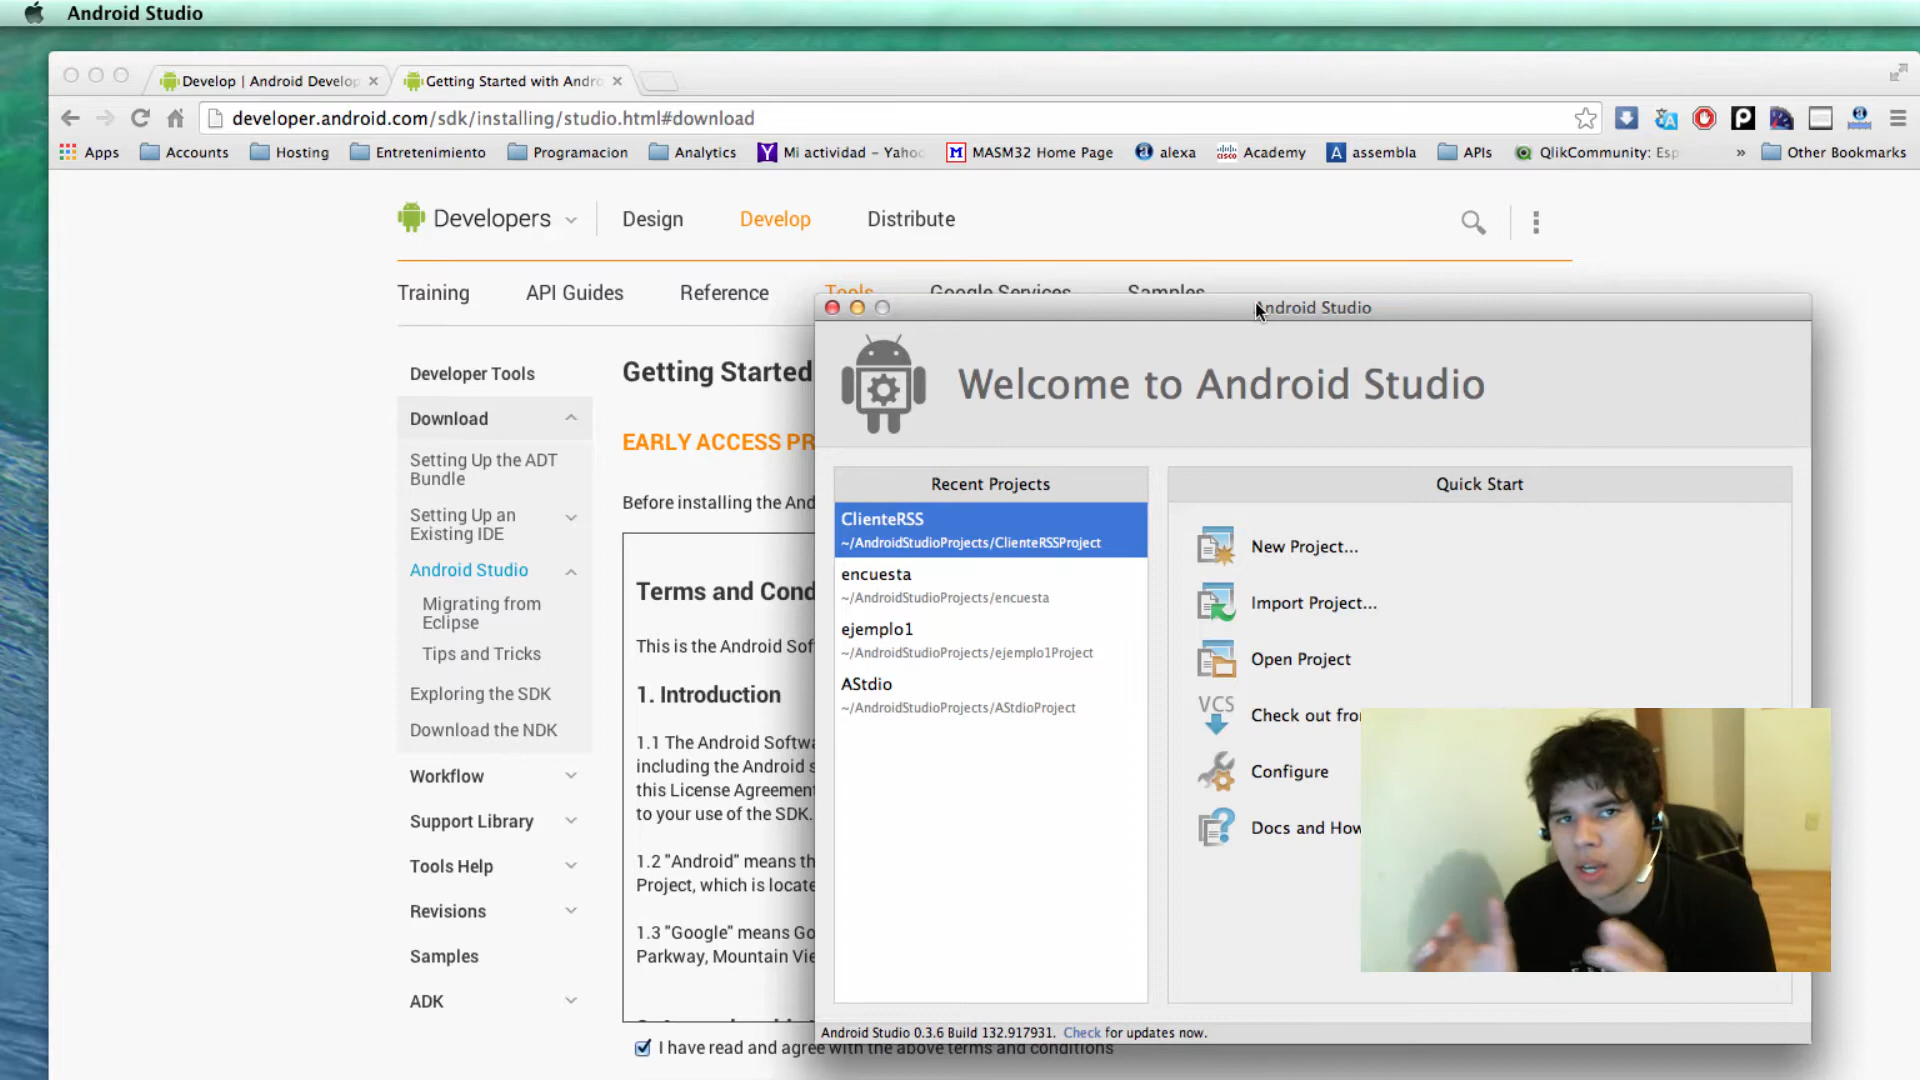 Android Studio
Develop | Android Develop
Getting Started with Andro
developer.android.com/sdk/installing/studio.html#download
Apps
Accounts
Hosting
Entretenimiento
Programacion
Analytics
Mi actividad - Yahoo
MASM32 Home Page
alexa
Academy
assembla
APIs
QlikCommunity: Esp
»
Other Bookmarks
Developers
Design
Develop
Distribute
Training
API Guides
Reference
Tools
Google Services
Samples
Developer Tools
Download
Setting Up the ADT
Bundle
Setting Up an
Existing IDE
Android Studio
Migrating from
Eclipse
Tips and Tricks
Exploring the SDK
Download the NDK
Workflow
Support Library
Tools Help
Revisions
Samples
ADK
Getting Started
EARLY ACCESS PR
Before installing the And
Terms and Cond
This is the Android Sof
1. Introduction
1.1 The Android Softwa
including the Android s
this License Agreement
to your use of the SDK.
1.2 "Android" means th
Project, which is locate
1.3 "Google" means Go
Parkway, Mountain Vie
I have read and agree with the above terms and conditions
Android Studio
Welcome to Android Studio
Recent Projects
ClienteRSS
~/AndroidStudioProjects/ClienteRSSProject
encuesta
~/AndroidStudioProjects/encuesta
ejemplo1
~/AndroidStudioProjects/ejemplo1Project
AStdio
~/AndroidStudioProjects/AStdioProject
Quick Start
New Project...
Import Project...
Open Project
VCS
Check out from
Configure
Docs and How
Android Studio 0.3.6 Build 132.917931. Check for updates now.